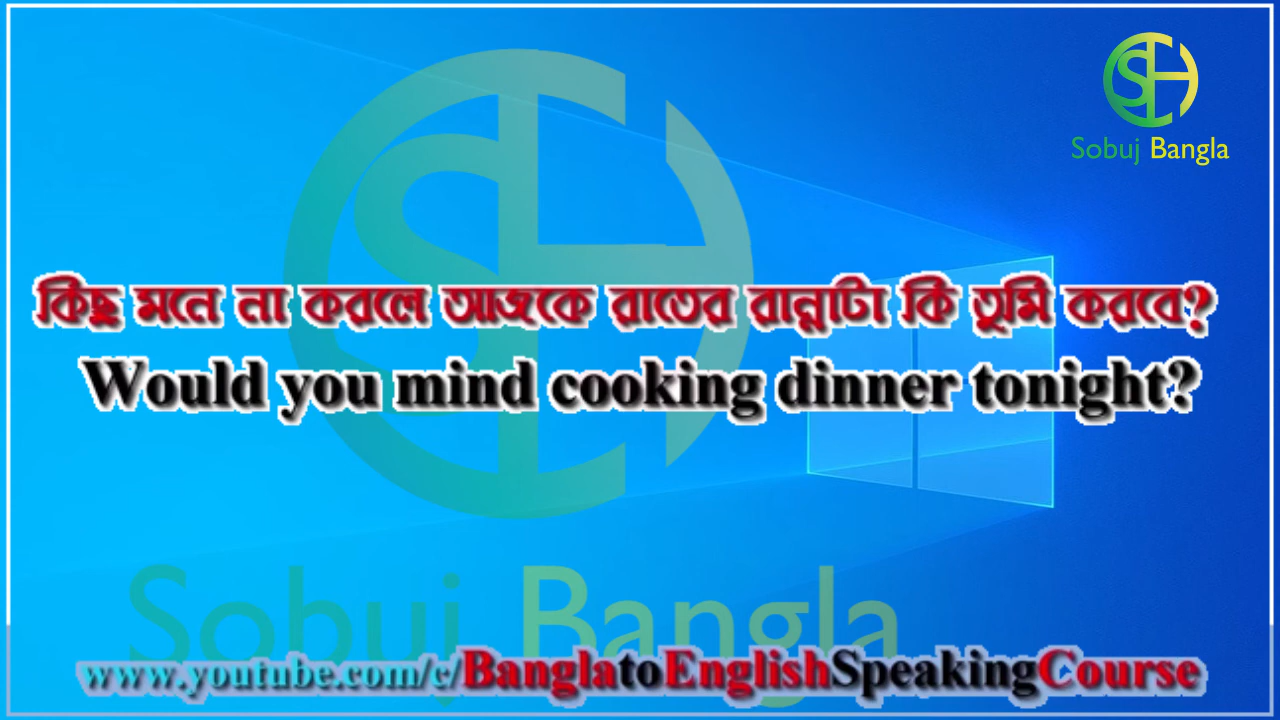 Sobuj Bangla
কিছু মনে না করলে আজকে রাতের রান্নাটা কি তুমি করবে?
Would you mind cooking dinner tonight?
Sobuj Bangla
www.youtube.com/c/BanglatoEnglishSpeakingCourse